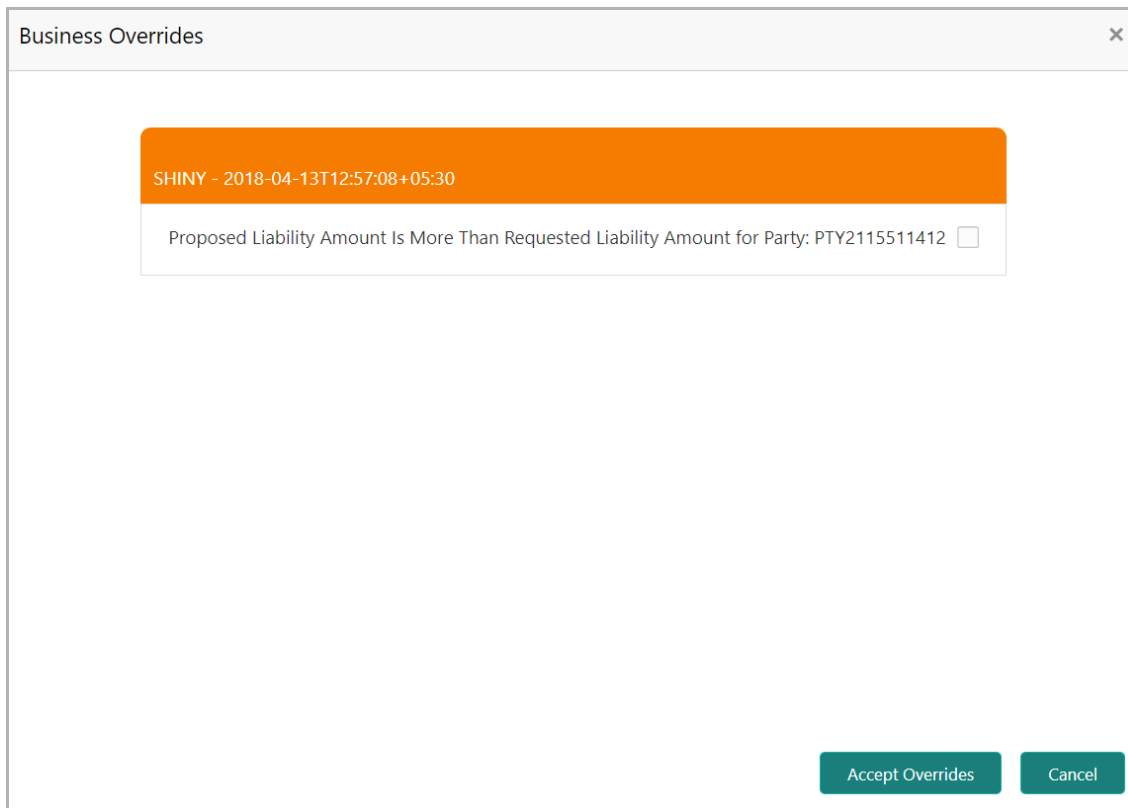 Business Overrides
SHINY - 2018-04-13T12:57:08+05:30
Proposed Liability Amount Is More Than Requested Liability Amount for Party: PTY2115511412
Accept Overrides
Cancel